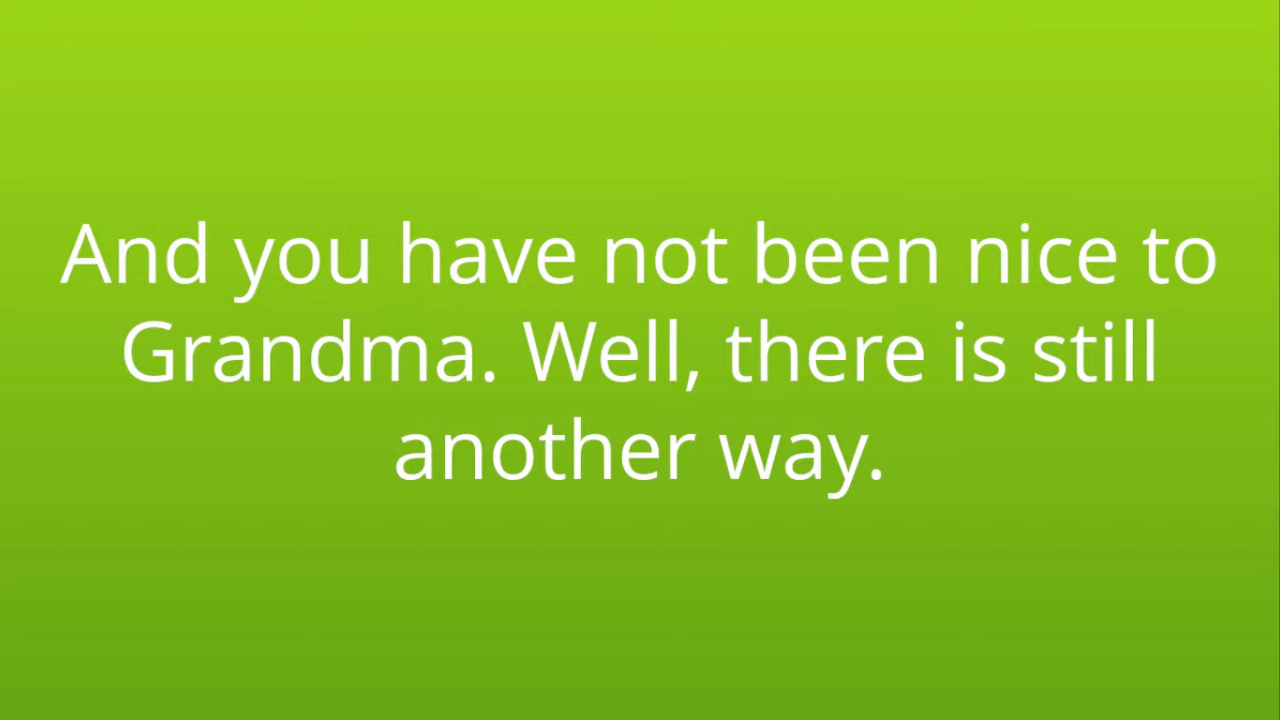 And you have not been nice to
Grandma. Well, there is still
another way.